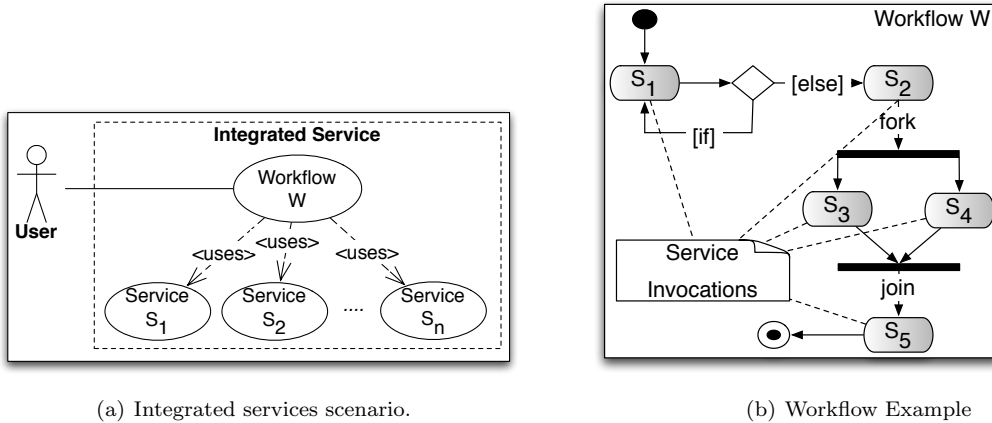 Integrated Service
Workflow
W
User
<uses>
<uses>
<uses>
Service
S1
Service
S2
....
Service
Sn
(a) Integrated services scenario.
Workflow W
S1
[else]
S2
[if]
fork
S3
S4
Service
Invocations
join
S5
(b) Workflow Example